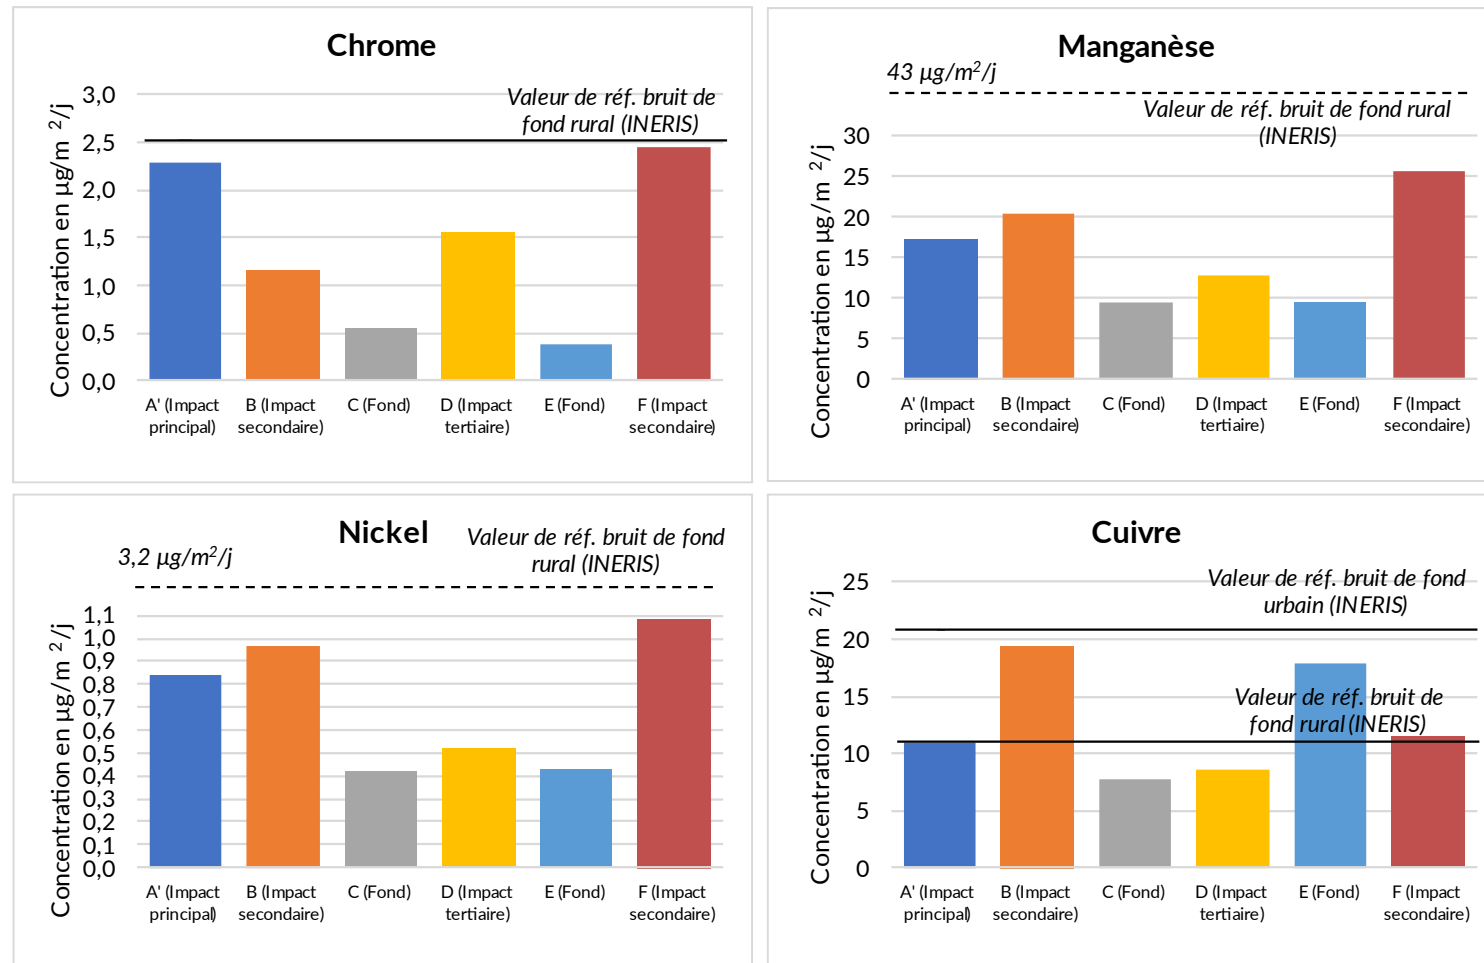 Chrome
Valeur de réf. bruit de
fond rural (INERIS)
Concentration en µg/m ²/j
3,0
2,5
2,0
1,5
1,0
0,5
0,0
A' (Impact
principal)
B (Impact
secondaire)
C (Fond)
D (Impact
tertiaire)
E (Fond)
F (Impact
secondaire)
Manganèse
43 µg/m²/j
Valeur de réf. bruit de fond rural
(INERIS)
Concentration en µg/m ²/j
30
25
20
15
10
5
0
A' (Impact
principal)
B (Impact
secondaire)
C (Fond)
D (Impact
tertiaire)
E (Fond)
F (Impact
secondaire)
Nickel
3,2 µg/m²/j
Valeur de réf. bruit de fond
rural (INERIS)
Concentration en µg/m ²/j
1,1
1,0
0,9
0,8
0,7
0,6
0,5
0,4
0,3
0,2
0,1
0,0
A' (Impact
principal)
B (Impact
secondaire)
C (Fond)
D (Impact
tertiaire)
E (Fond)
F (Impact
secondaire)
Cuivre
Valeur de réf. bruit de fond
urbain (INERIS)
Valeur de réf. bruit de
fond rural (INERIS)
Concentration en µg/m ²/j
25
20
15
10
5
0
A' (Impact
principal)
B (Impact
secondaire)
C (Fond)
D (Impact
tertiaire)
E (Fond)
F (Impact
secondaire)